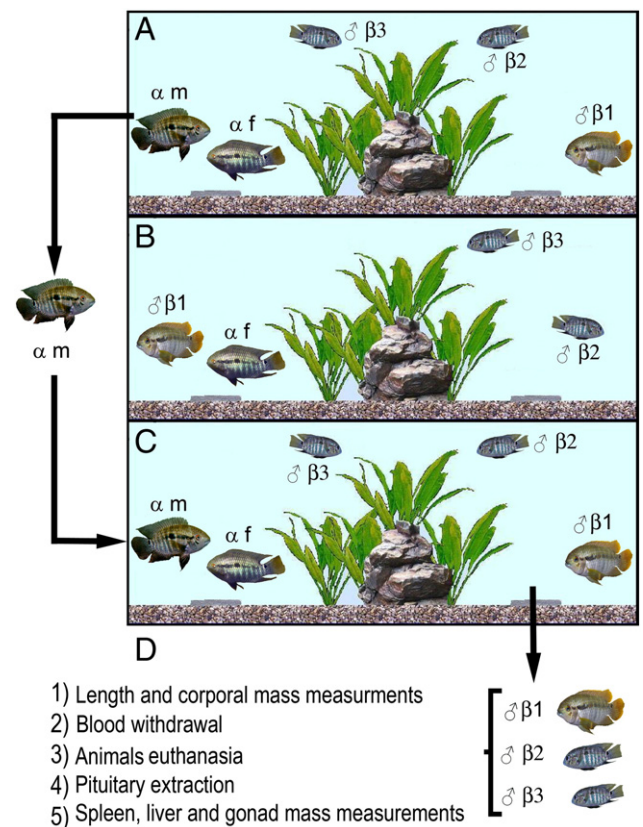 A
♂ β3
♂
β2
α m
α f
♂ β1
B
♂ β3
♂β1
α m
α f
♂ β2
C
♂ β3
♂ β2
α m
α f
♂ β1
D
1) Length and corporal mass measurments
2) Blood withdrawal
3) Animals euthanasia
4) Pituitary extraction
5) Spleen, liver and gonad mass measurements
♂ β1
♂ β2
♂ β3